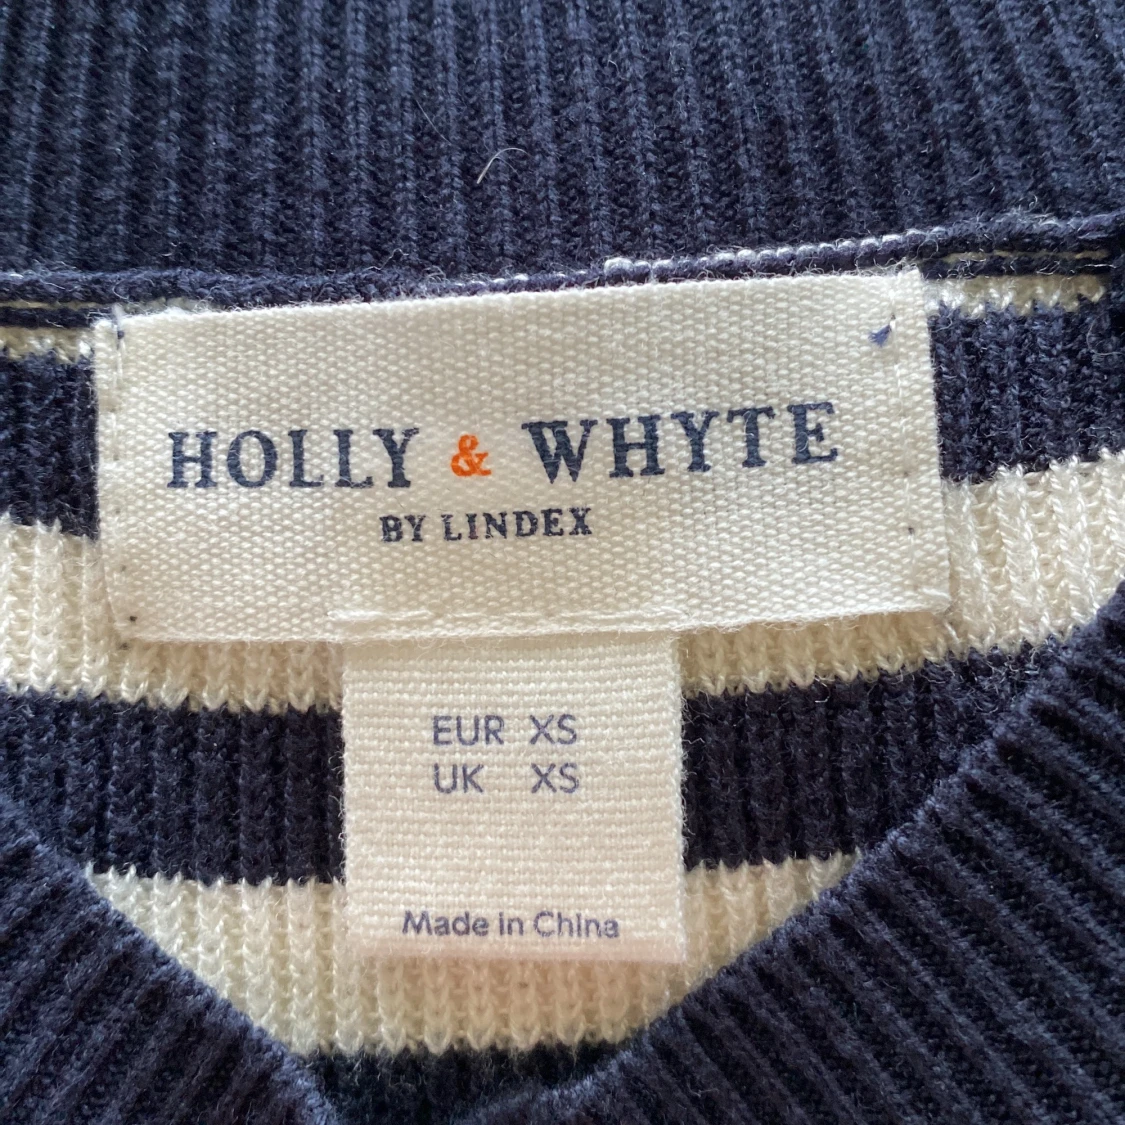 HOLLY & WHYTE
BY LINDEX
EUR XS
UK XS
Made in China